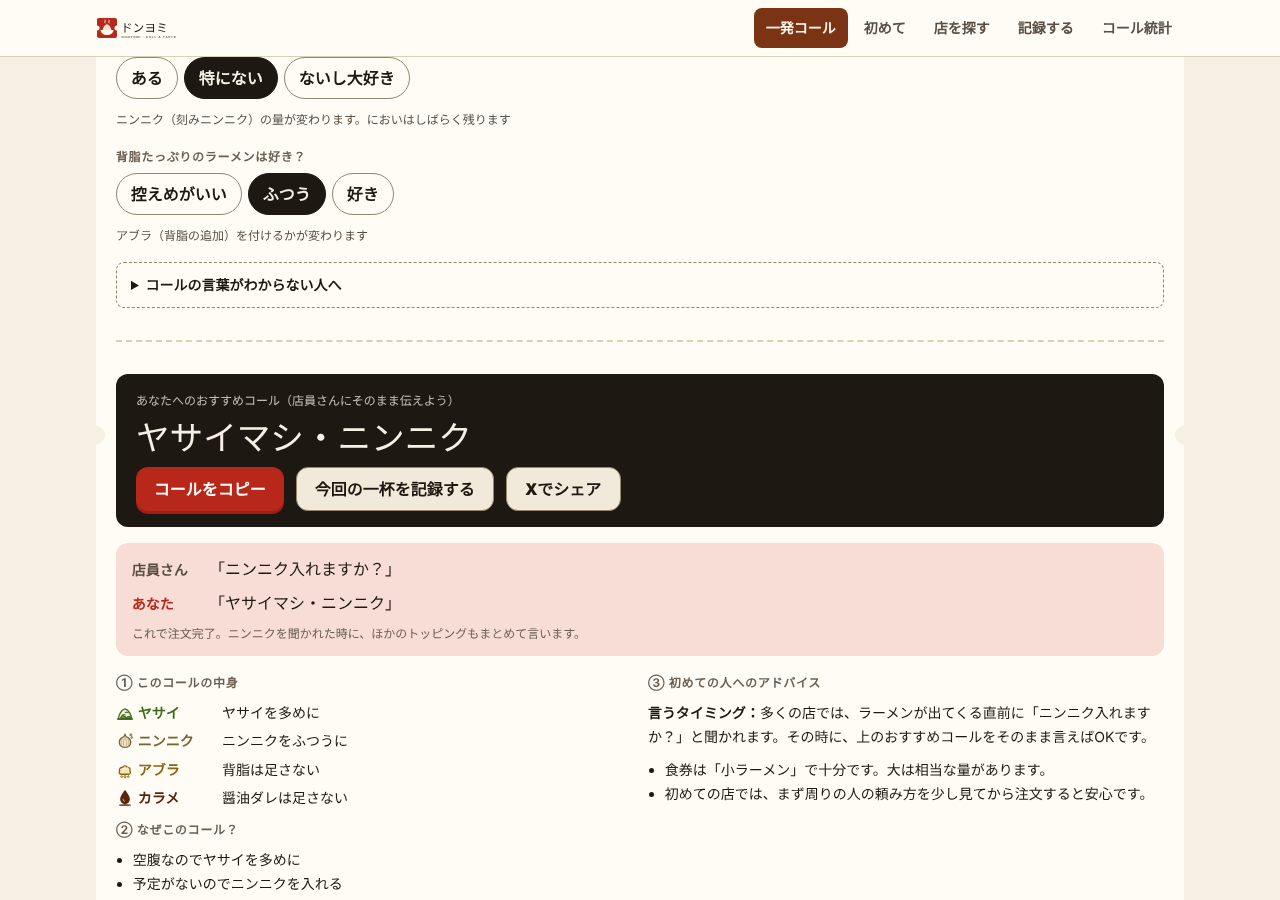 ドンヨミ
一発コール
初めて
店を探す
記録する
コール統計
ある
特にない
ないし大好き
ニンニク（刻みニンニク）の量が変わります。においはしばらく残ります
背脂たっぷりのラーメンは好き？
控えめがいい
ふつう
好き
アブラ（背脂の追加）を付けるかが変わります
コールの言葉がわからない人へ
あなたへのおすすめコール（店員さんにそのまま伝えよう）
ヤサイマシ・ニンニク
コールをコピー
今回の一杯を記録する
Xでシェア
店員さん 「ニンニク入れますか？」
あなた 「ヤサイマシ・ニンニク」
これで注文完了。ニンニクを聞かれた時に、ほかのトッピングもまとめて言います。
① このコールの中身
ヤサイ ヤサイを多めに
ニンニク ニンニクをふつうに
アブラ 背脂は足さない
カラメ 醤油ダレは足さない
② なぜこのコール？
空腹なのでヤサイを多めに
予定がないのでニンニクを入れる
③ 初めての人へのアドバイス
言うタイミング：多くの店では、ラーメンが出てくる直前に「ニンニク入れます
か？」と聞かれます。その時に、上のおすすめコールをそのまま言えばOKです。
食券は「小ラーメン」で十分です。大は相当な量があります。
初めての店では、まず周りの人の頼み方を少し見てから注文すると安心です。